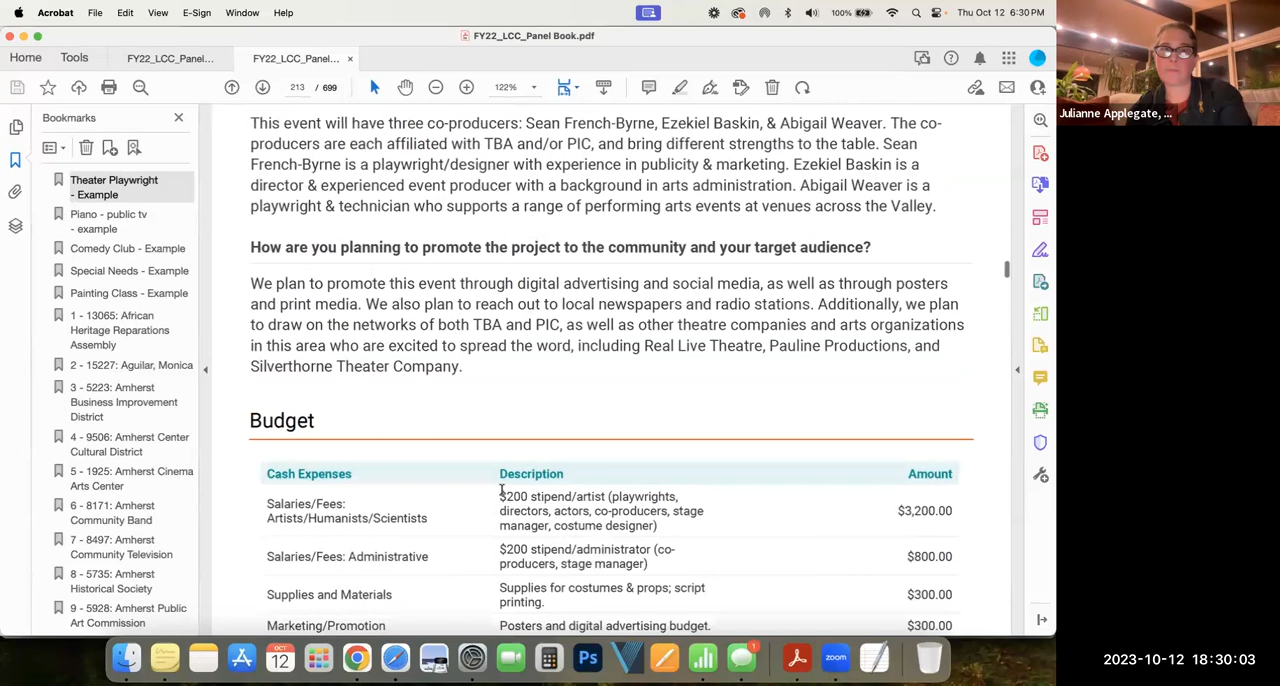 Acrobat File Edit View E-Sign Window Help 100% Thu Oct 12 6:30 PM
FY22_LCC_Panel Book.pdf
Home Tools FY22_LCC_Panel... FY22_LCC_Panel... ×
213 / 699 122%
Bookmarks
Theater Playwright
- Example
Piano - public tv
- example
Comedy Club - Example
Special Needs - Example
Painting Class - Example
1 - 13065: African
Heritage Reparations
Assembly
2 - 15227: Aguilar, Monica
3 - 5223: Amherst
Business Improvement
District
4 - 9506: Amherst Center
Cultural District
5 - 1925: Amherst Cinema
Arts Center
6 - 8171: Amherst
Community Band
7 - 8497: Amherst
Community Television
8 - 5735: Amherst
Historical Society
9 - 5928: Amherst Public
Art Commission
This event will have three co-producers: Sean French-Byrne, Ezekiel Baskin, & Abigail Weaver. The co-
producers are each affiliated with TBA and/or PIC, and bring different strengths to the table. Sean
French-Byrne is a playwright/designer with experience in publicity & marketing. Ezekiel Baskin is a
director & experienced event producer with a background in arts administration. Abigail Weaver is a
playwright & technician who supports a range of performing arts events at venues across the Valley.
How are you planning to promote the project to the community and your target audience?
We plan to promote this event through digital advertising and social media, as well as through posters
and print media. We also plan to reach out to local newspapers and radio stations. Additionally, we plan
to draw on the networks of both TBA and PIC, as well as other theatre companies and arts organizations
in this area who are excited to spread the word, including Real Live Theatre, Pauline Productions, and
Silverthorne Theater Company.
Budget
Cash Expenses Description Amount
Salaries/Fees:
Artists/Humanists/Scientists
$200 stipend/artist (playwrights,
directors, actors, co-producers, stage
manager, costume designer)
$3,200.00
Salaries/Fees: Administrative
$200 stipend/administrator (co-
producers, stage manager)
$800.00
Supplies and Materials
Supplies for costumes & props; script
printing.
$300.00
Marketing/Promotion Posters and digital advertising budget. $300.00
Julianne Applegate, ...
OCT
12
Ps
zoom
1
2023-10-12 18:30:03